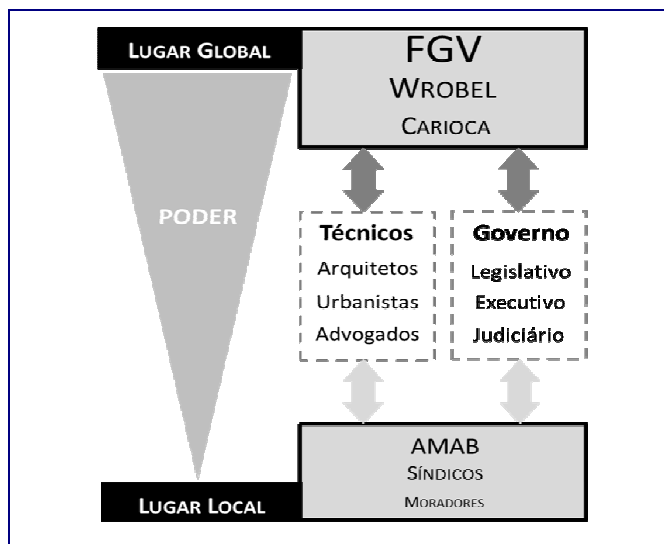 LUGAR GLOBAL
FGV
WROBEL
CARIOCA
PODER
Técnicos
Arquitetos
Urbanistas
Advogados
Governo
Legislativo
Executivo
Judiciário
AMAB
SÍNDICOS
MORADORES
LUGAR LOCAL